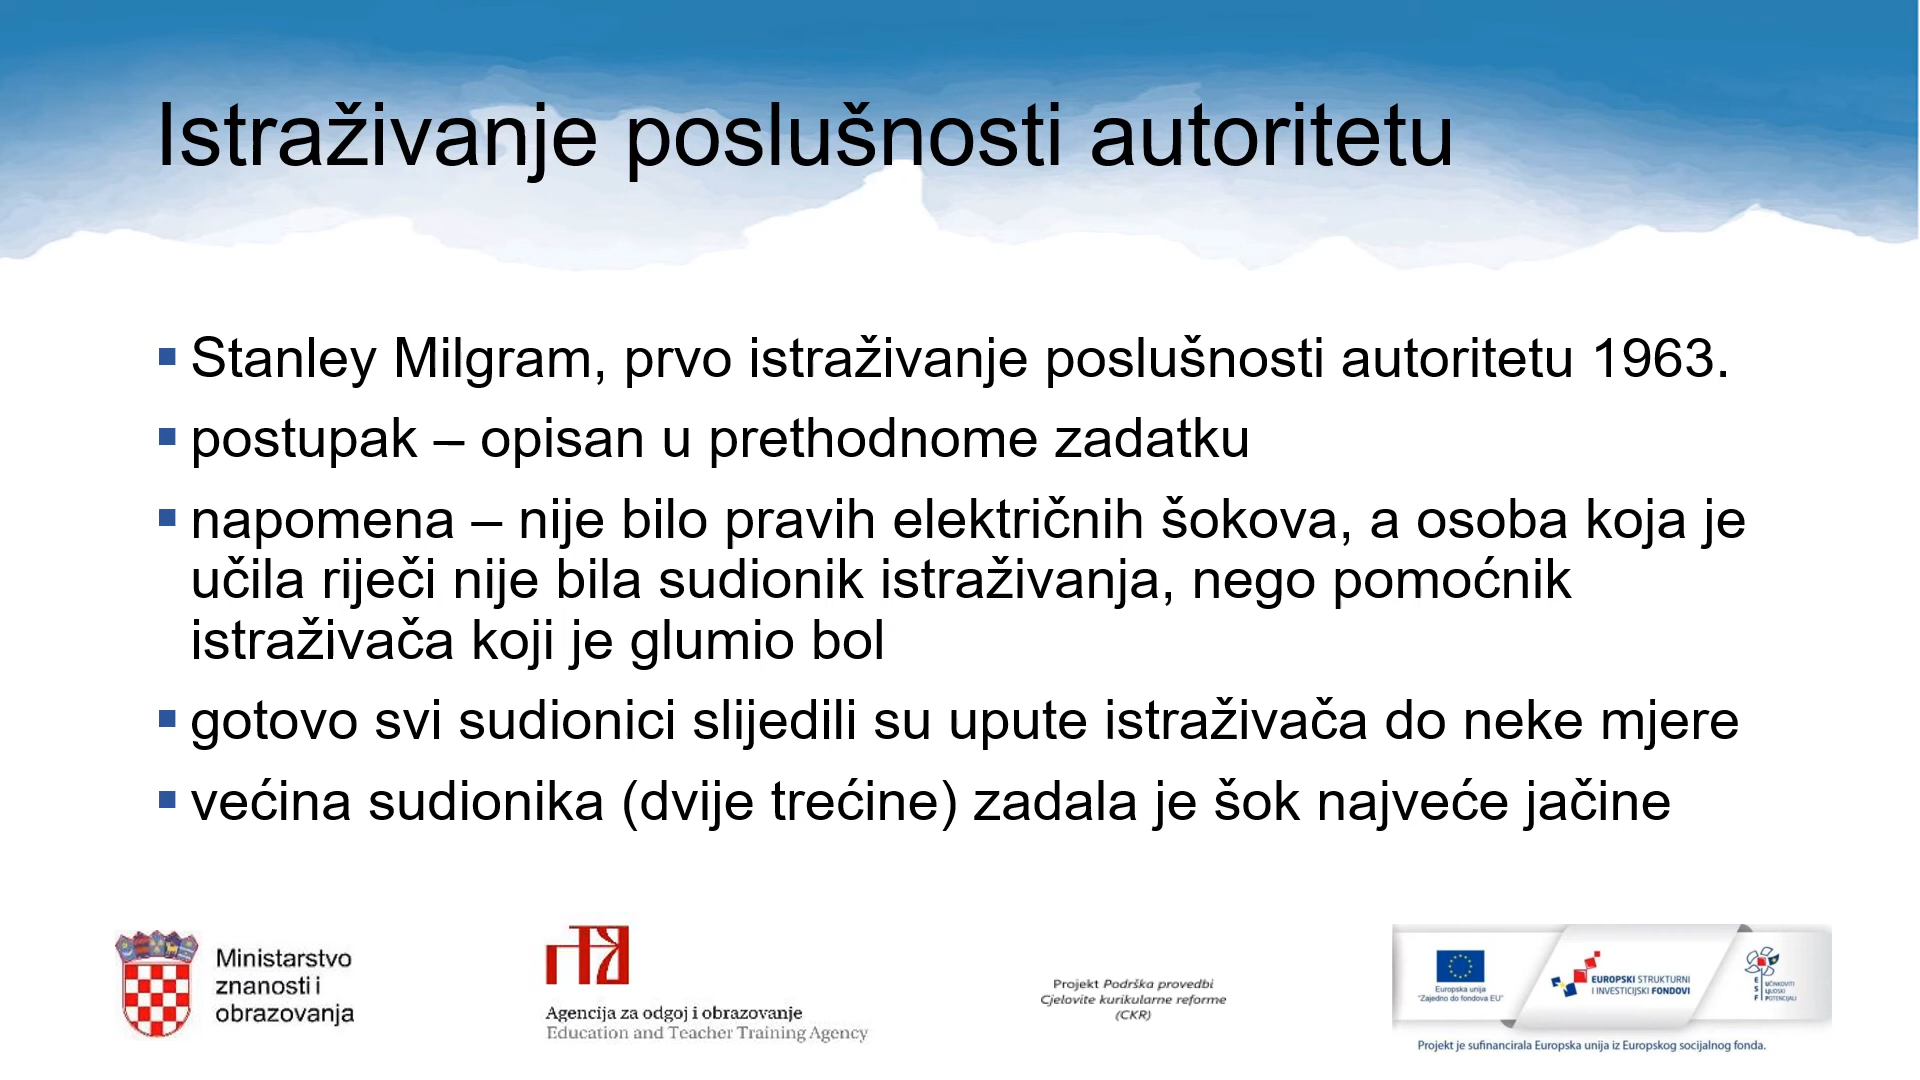 Istraživanje poslušnosti autoritetu
Stanley Milgram, prvo istraživanje poslušnosti autoritetu 1963.
postupak – opisan u prethodnome zadatku
napomena – nije bilo pravih električnih šokova, a osoba koja je
učila riječi nije bila sudionik istraživanja, nego pomoćnik
istraživača koji je glumio bol
gotovo svi sudionici slijedili su upute istraživača do neke mjere
većina sudionika (dvije trećine) zadala je šok najveće jačine
Ministarstvo
znanosti i
obrazovanja
Agencija za odgoj i obrazovanje
Education and Teacher Training Agency
Projekt Podrška provedbi
Cjelovite kurikularne reforme
(CKR)
Europska unija
"Zajedno do fondova EU"
EUROPSKI STRUKTURNI
I INVESTICIJSKI FONDOVI
ESF
UČINKOVITI
LJUDSKI
POTENCIJALI
Projekt je sufinancirala Europska unija iz Europskog socijalnog fonda.